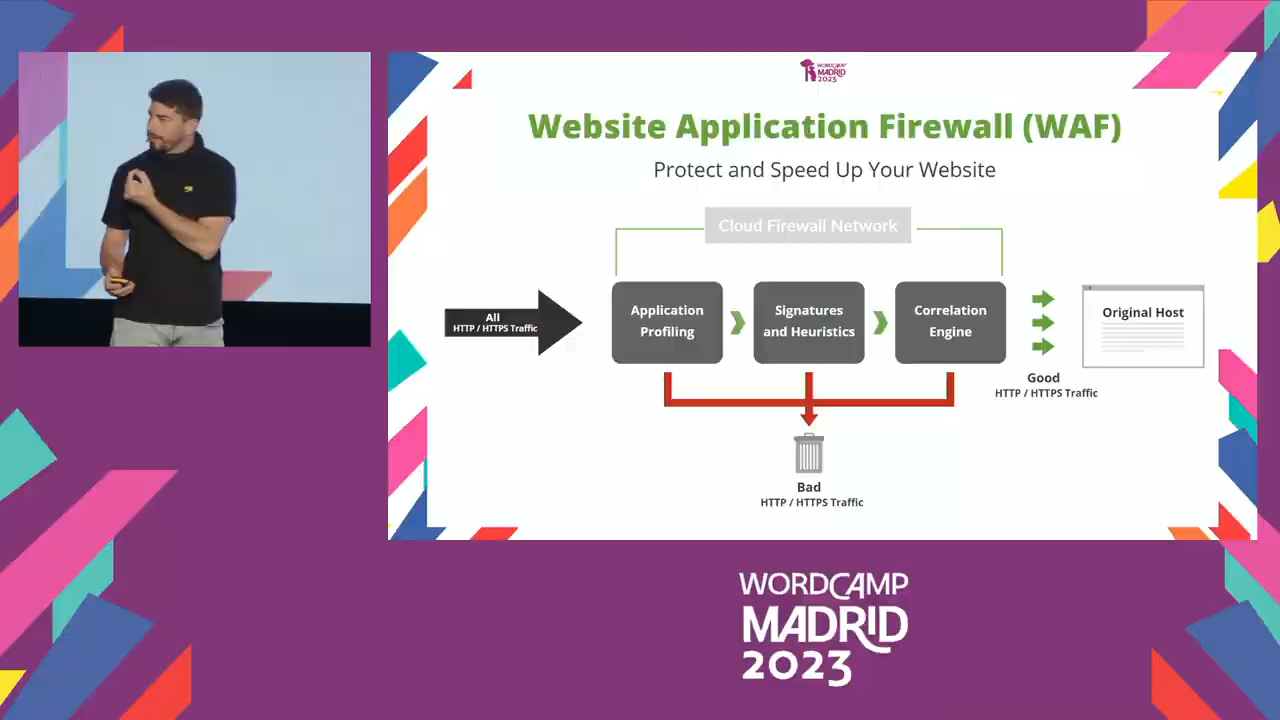 WORDCAMP
MADRID
2023
Website Application Firewall (WAF)
Protect and Speed Up Your Website
Cloud Firewall Network
All
HTTP / HTTPS Traffic
Application
Profiling
Signatures
and Heuristics
Correlation
Engine
Original Host
Good
HTTP / HTTPS Traffic
Bad
HTTP / HTTPS Traffic
WORDCAMP
MADRID
2023